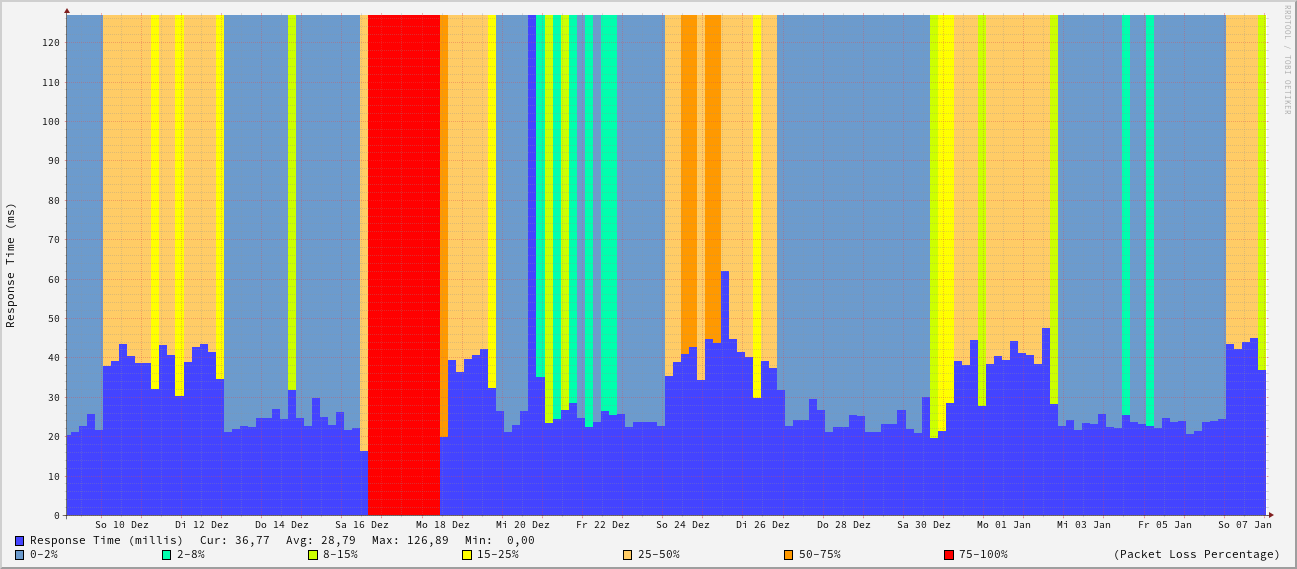 RRDTOOL / TOBI OETIKER
Response Time (ms)
120
110
100
90
80
70
60
50
40
30
20
10
0
So 10 Dez Di 12 Dez Do 14 Dez Sa 16 Dez Mo 18 Dez Mi 20 Dez Fr 22 Dez So 24 Dez Di 26 Dez Do 28 Dez Sa 30 Dez Mo 01 Jan Mi 03 Jan Fr 05 Jan So 07 Jan
Response Time (millis) Cur: 36,77 Avg: 28,79 Max: 126,89 Min: 0,00
0-2% 2-8% 8-15% 15-25% 25-50% 50-75% 75-100% (Packet Loss Percentage)